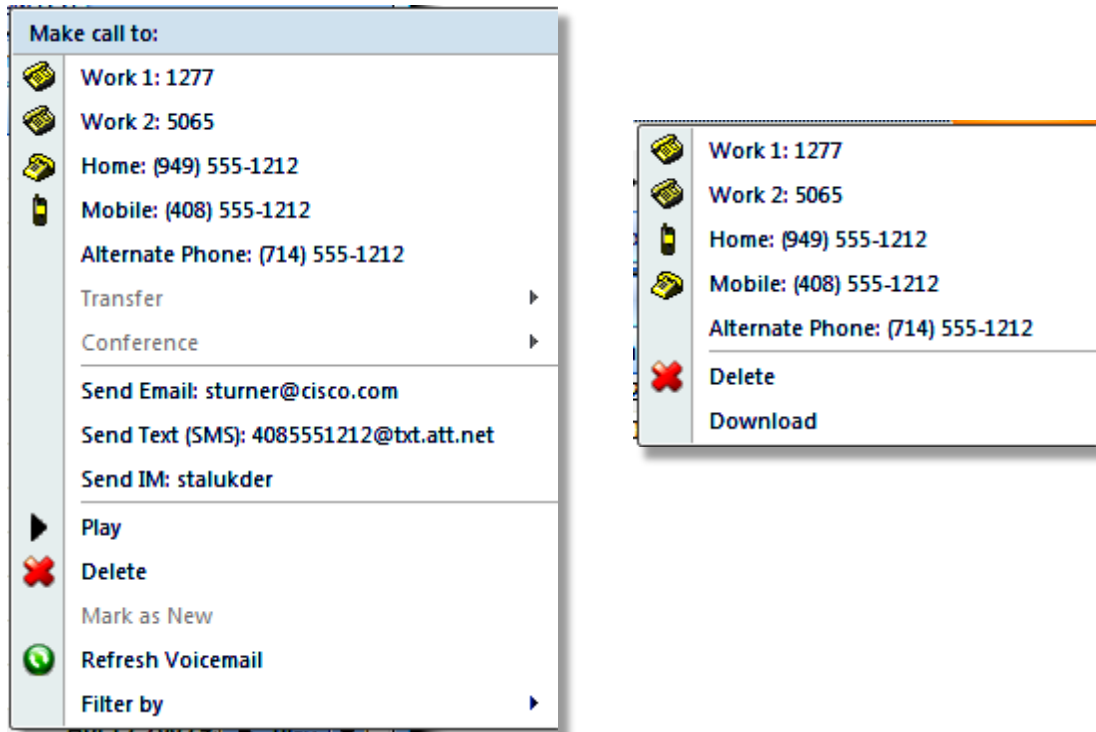 Make call to:
Work 1: 1277
Work 2: 5065
Home: (949) 555-1212
Mobile: (408) 555-1212
Alternate Phone: (714) 555-1212
Transfer
Conference
Send Email: sturner@cisco.com
Send Text (SMS): 4085551212@txt.att.net
Send IM: stalukder
Play
Delete
Mark as New
Refresh Voicemail
Filter by
Work 1: 1277
Work 2: 5065
Home: (949) 555-1212
Mobile: (408) 555-1212
Alternate Phone: (714) 555-1212
Delete
Download